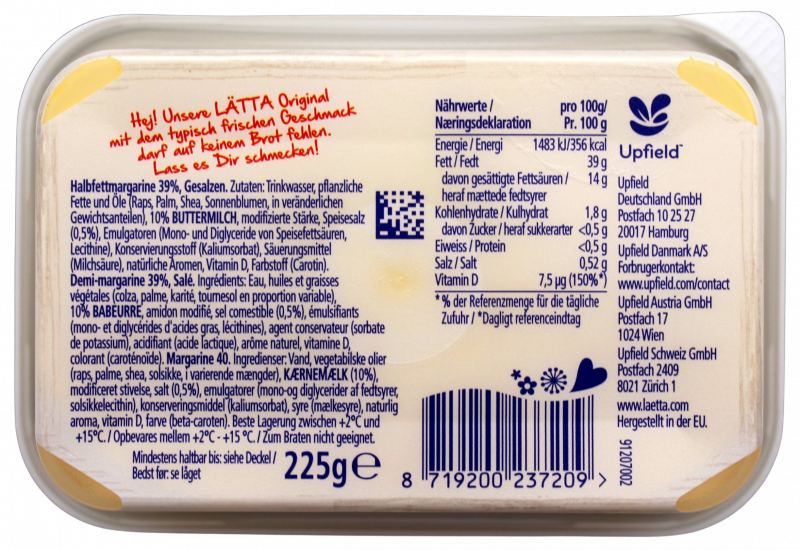 Hej! Unsere LÄTTA Original
mit dem typisch frischen Geschmack
darf auf keinem Brot fehlen.
Lass es Dir schmecken!
Halbfettmargarine 39%, Gesalzen. Zutaten: Trinkwasser, pflanzliche
Fette und Öle (Raps, Palm, Shea, Sonnenblumen, in veränderlichen
Gewichtsanteilen), 10% BUTTERMILCH, modifizierte Stärke, Speisesalz
(0,5%), Emulgatoren (Mono- und Diglyceride von Speisefettsäuren,
Lecithine), Konservierungsstoff (Kaliumsorbat), Säuerungsmittel
(Milchsäure), natürliche Aromen, Vitamin D, Farbstoff (Carotin).
Demi-margarine 39%, Salé. Ingrédients: Eau, huiles et graisses
végétales (colza, palme, karité, tournesol en proportion variable),
10% BABEURRE, amidon modifié, sel comestible (0,5%), émulsifiants
(mono- et diglycérides d'acides gras, lécithines), agent conservateur (sorbate
de potassium), acidifiant (acide lactique), arôme naturel, vitamine D,
colorant (caroténoïde). Margarine 40. Ingredienser: Vand, vegetabilske olier
(raps, palme, shea, solsikke, i varierende mængder), KÆRNEMÆLK (10%),
modificeret stivelse, salt (0,5%), emulgatorer (mono-og diglycerider af fedtsyrer,
solsikkelecithin), konserveringsmiddel (kaliumsorbat), syre (mælkesyre), naturlig
aroma, vitamin D, farve (beta-caroten). Beste Lagerung zwischen +2°C und
+15°C. / Opbevares mellem +2°C - +15 °C. / Zum Braten nicht geeignet.
Mindestens haltbar bis: siehe Deckel /
Bedst før: se låget
225g e
Nährwerte / pro 100g/
Næringsdeklaration Pr. 100 g
Energie / Energi 1483 kJ/356 kcal
Fett / Fedt 39 g
davon gesättigte Fettsäuren / 14 g
heraf mættede fedtsyrer
Kohlenhydrate / Kulhydrat 1,8 g
davon Zucker / heraf sukkerarter <0,5 g
Eiweiss / Protein <0,5 g
Salz / Salt 0,52 g
Vitamin D 7,5 µg (150%*)
* % der Referenzmenge für die tägliche
Zufuhr / *Dagligt referenceindtag
8 719200 237209 >
Upfield™
Upfield
Deutschland GmbH
Postfach 10 25 27
20017 Hamburg
Upfield Danmark A/S
Forbrugerkontakt:
www.upfield.com/contact
Upfield Austria GmbH
Postfach 17
1024 Wien
Upfield Schweiz GmbH
Postfach 2409
8021 Zürich 1
www.laetta.com
Hergestellt in der EU.
91207002